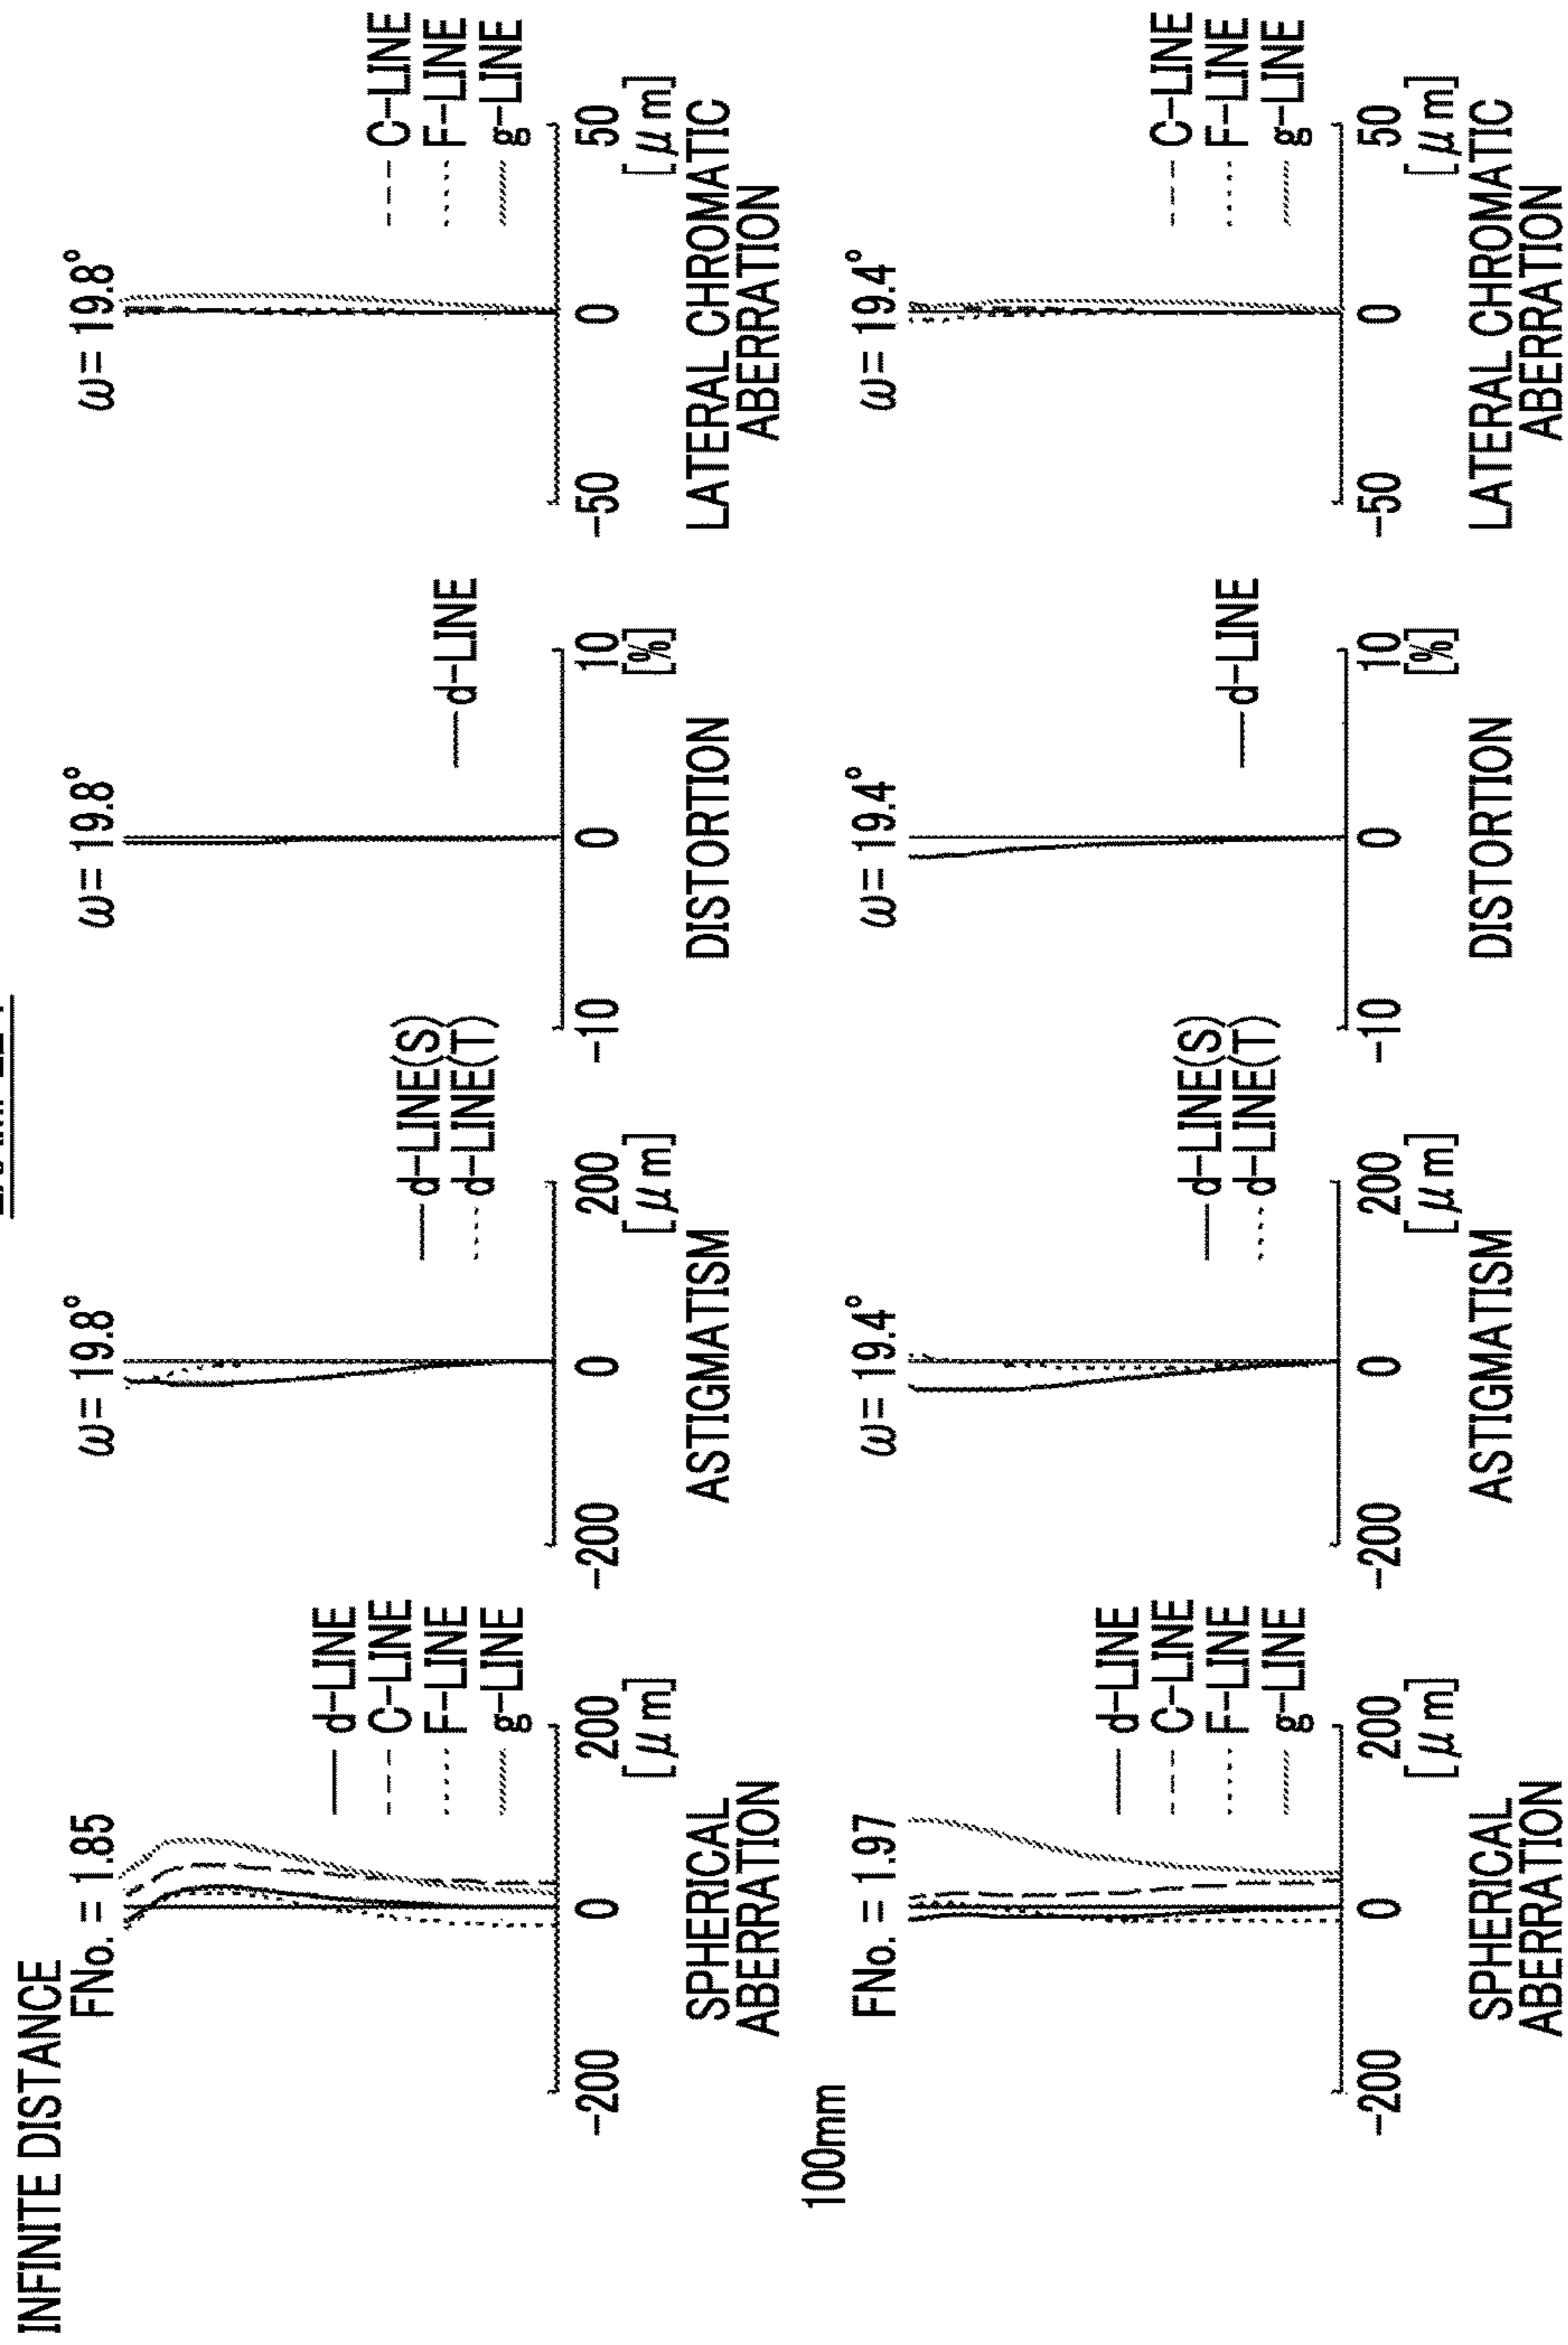 INFINITE DISTANCE
FNo. = 1.85
d-LINE
C-LINE
F-LINE
g-LINE
-200 0 200
[μm]
SPHERICAL
ABERRATION
ω= 19.8°
d-LINE(S)
d-LINE(T)
-200 0 200
[μm]
ASTIGMATISM
ω= 19.8°
d-LINE
-10 0 10
[%]
DISTORTION
ω= 19.8°
C-LINE
F-LINE
g-LINE
-50 0 50
[μm]
LATERAL CHROMATIC
ABERRATION
100mm
FNo. = 1.97
d-LINE
C-LINE
F-LINE
g-LINE
-200 0 200
[μm]
SPHERICAL
ABERRATION
ω= 19.4°
d-LINE(S)
d-LINE(T)
-200 0 200
[μm]
ASTIGMATISM
ω= 19.4°
d-LINE
-10 0 10
[%]
DISTORTION
ω= 19.4°
C-LINE
F-LINE
g-LINE
-50 0 50
[μm]
LATERAL CHROMATIC
ABERRATION